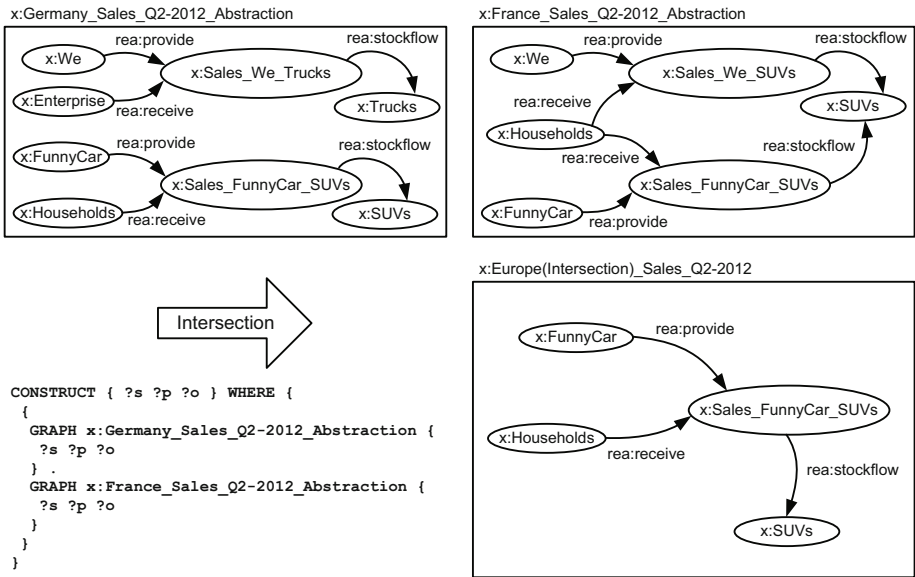 x:Germany_Sales_Q2-2012_Abstraction
x:We
rea:provide
rea:stockflow
x:Sales_We_Trucks
x:Enterprise
rea:receive
x:Trucks
x:FunnyCar
rea:provide
rea:stockflow
x:Sales_FunnyCar_SUVs
x:Households
rea:receive
x:SUVs
x:France_Sales_Q2-2012_Abstraction
x:We
rea:provide
rea:stockflow
x:Sales_We_SUVs
rea:receive
x:SUVs
x:Households
rea:receive
rea:stockflow
x:Sales_FunnyCar_SUVs
x:FunnyCar
rea:provide
Intersection
CONSTRUCT { ?s ?p ?o } WHERE {
{
GRAPH x:Germany_Sales_Q2-2012_Abstraction {
?s ?p ?o
} .
GRAPH x:France_Sales_Q2-2012_Abstraction {
?s ?p ?o
}
}
}
x:Europe(Intersection)_Sales_Q2-2012
x:FunnyCar
rea:provide
x:Sales_FunnyCar_SUVs
x:Households
rea:receive
rea:stockflow
x:SUVs